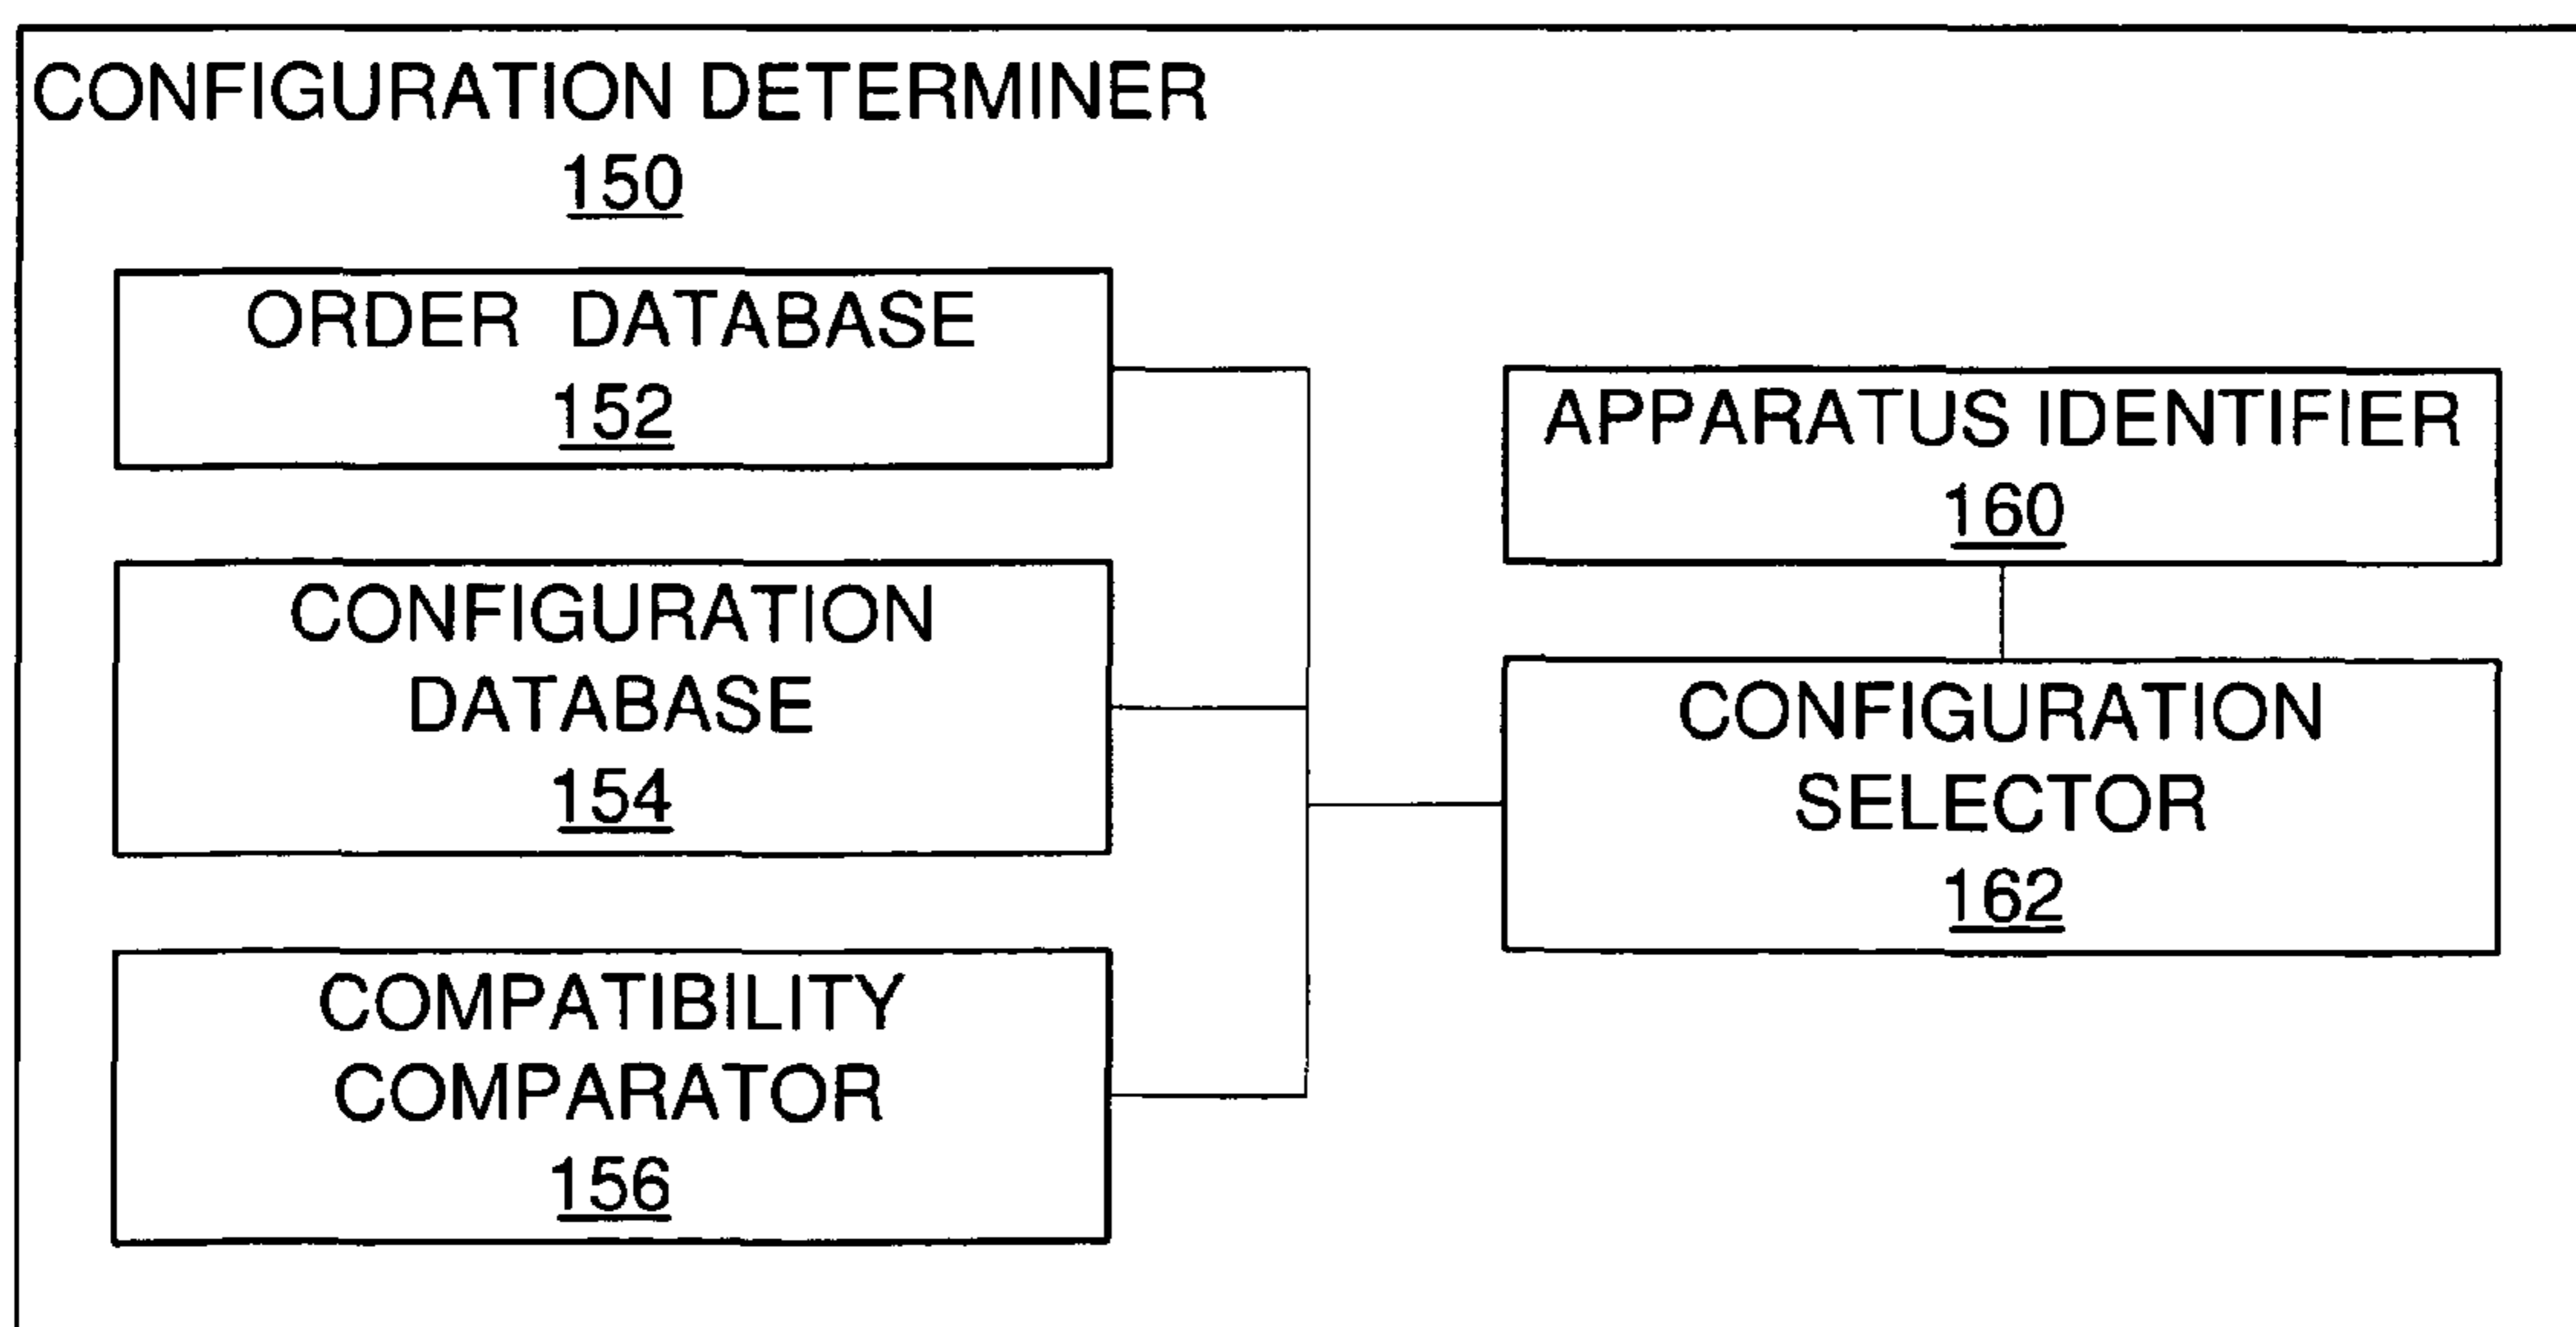 CONFIGURATION DETERMINER
150
ORDER DATABASE
152
CONFIGURATION
DATABASE
154
COMPATIBILITY
COMPARATOR
156
APPARATUS IDENTIFIER
160
CONFIGURATION
SELECTOR
162